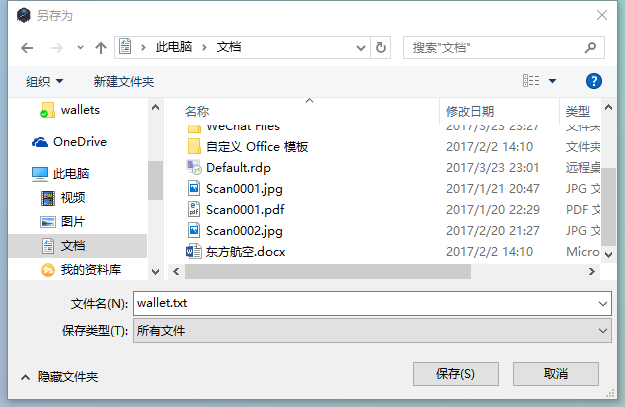 另存为
此电脑 > 文档
搜索"文档"
组织 新建文件夹
wallets
OneDrive
此电脑
视频
图片
文档
我的资料库
名称 修改日期 类型
WeChat Files 2017/3/23 23:27 文件夹
自定义 Office 模板 2017/2/2 14:10 文件夹
Default.rdp 2017/3/23 23:01 远程桌
Scan0001.jpg 2017/1/21 20:47 JPG 文
Scan0001.pdf 2017/1/20 22:29 PDF 文
Scan0002.jpg 2017/2/20 21:27 JPG 文
东方航空.docx 2017/2/2 14:10 Micro
文件名(N): wallet.txt
保存类型(T): 所有文件
隐藏文件夹 保存(S) 取消